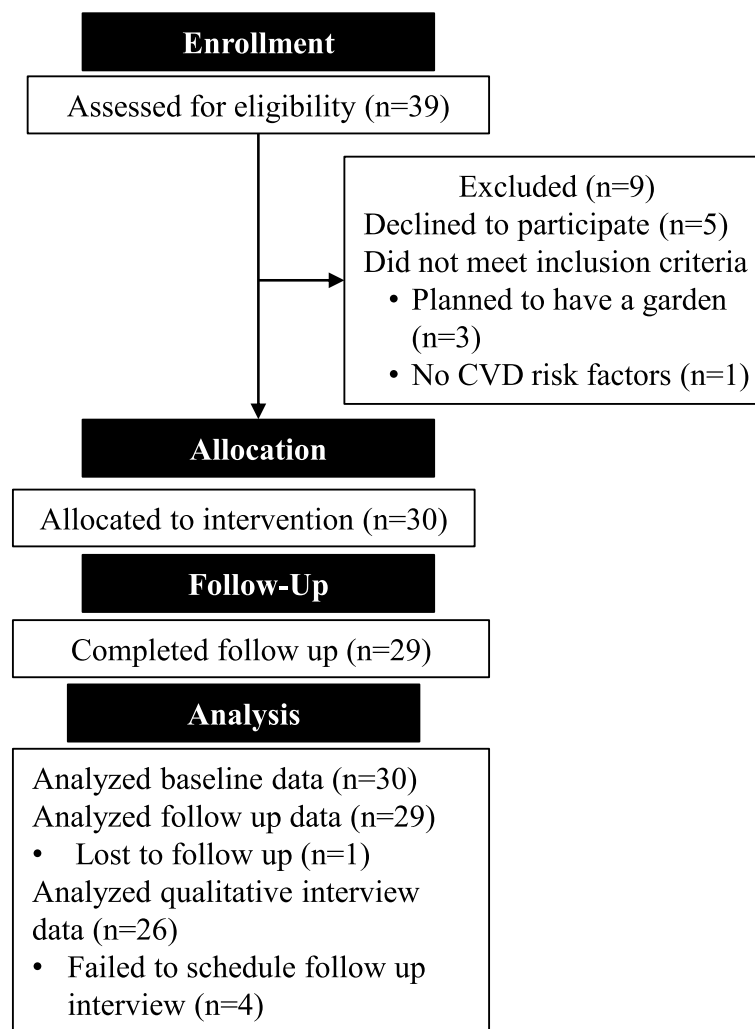 Enrollment
Assessed for eligibility (n=39)
Excluded (n=9)
Declined to participate (n=5)
Did not meet inclusion criteria
• Planned to have a garden
(n=3)
• No CVD risk factors (n=1)
Allocation
Allocated to intervention (n=30)
Follow-Up
Completed follow up (n=29)
Analysis
Analyzed baseline data (n=30)
Analyzed follow up data (n=29)
• Lost to follow up (n=1)
Analyzed qualitative interview
data (n=26)
• Failed to schedule follow up
interview (n=4)